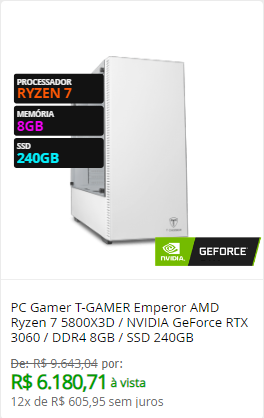 PROCESSADOR
RYZEN 7
MEMÓRIA
8GB
SSD
240GB
NVIDIA.
GEFORCE
PC Gamer T-GAMER Emperor AMD
Ryzen 7 5800X3D / NVIDIA GeForce RTX
3060 / DDR4 8GB / SSD 240GB
De: R$ 9.643,04 por:
R$ 6.180,71 à vista
12x de R$ 605,95 sem juros